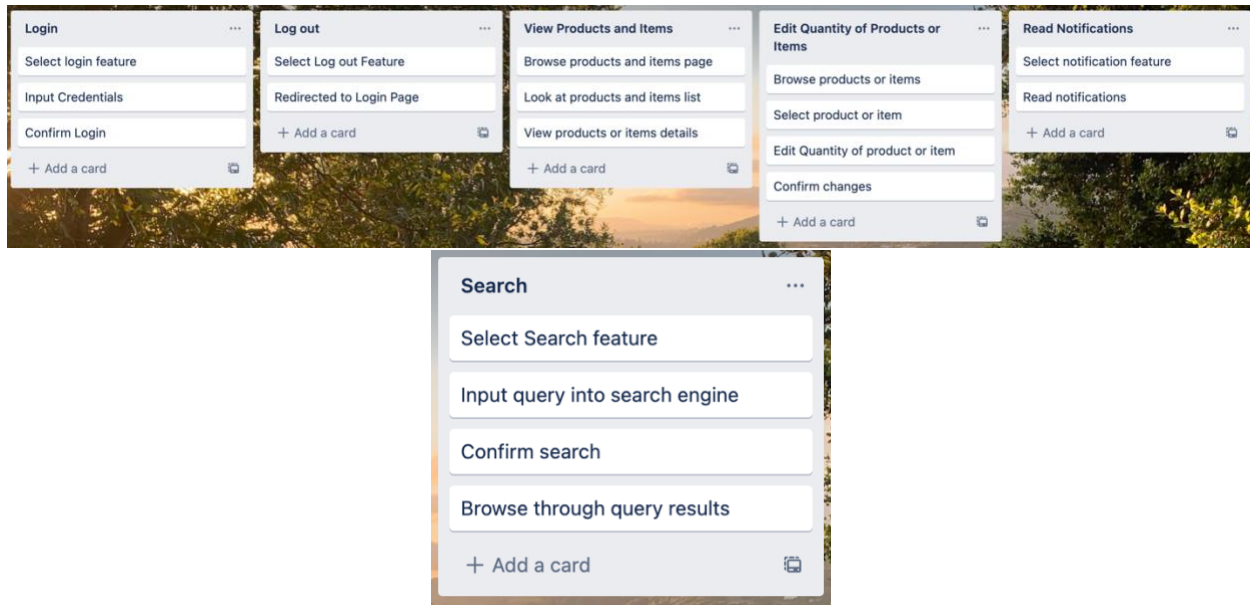 Login
Select login feature
Input Credentials
Confirm Login
+ Add a card
Log out
Select Log out Feature
Redirected to Login Page
+ Add a card
View Products and Items
Browse products and items page
Look at products and items list
View products or items details
+ Add a card
Edit Quantity of Products or
Items
Browse products or items
Select product or item
Edit Quantity of product or item
Confirm changes
+ Add a card
Read Notifications
Select notification feature
Read notifications
+ Add a card
Search
Select Search feature
Input query into search engine
Confirm search
Browse through query results
+ Add a card